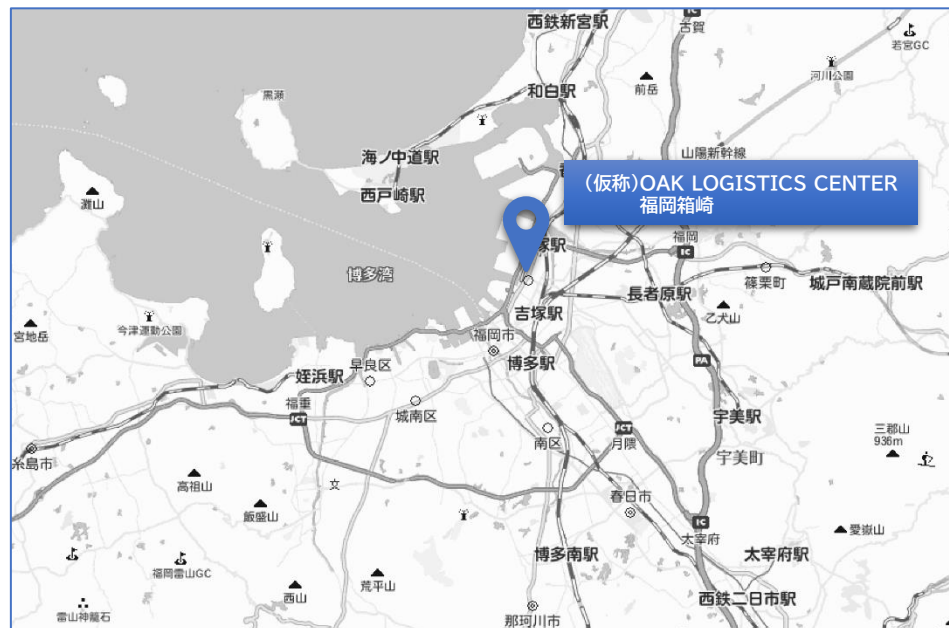 西鉄新宮駅
古賀
若宮GC
和白駅
前岳
河川公園
黒瀬
海ノ中道駅
山陽新幹線
西戸崎駅
(仮称)OAK LOGISTICS CENTER
福岡箱崎
灘山
塚駅
福岡
IC
博多湾
篠栗町
城戸南蔵院前駅
長者原駅
吉塚駅
乙犬山
宮地岳
今津運動公園
福岡市
早良区
博多駅
PA
姪浜駅
福重
JCT
城南区
宇美駅
南区
JCT
月隈
三郡山
936m
宇美町
糸島市
高祖山
飯盛山
春日市
IC
太宰府
愛嶽山
博多南駅
太宰府駅
福岡雷山GC
荒平山
西山
西鉄二日市駅
雷山神籠石
那珂川市